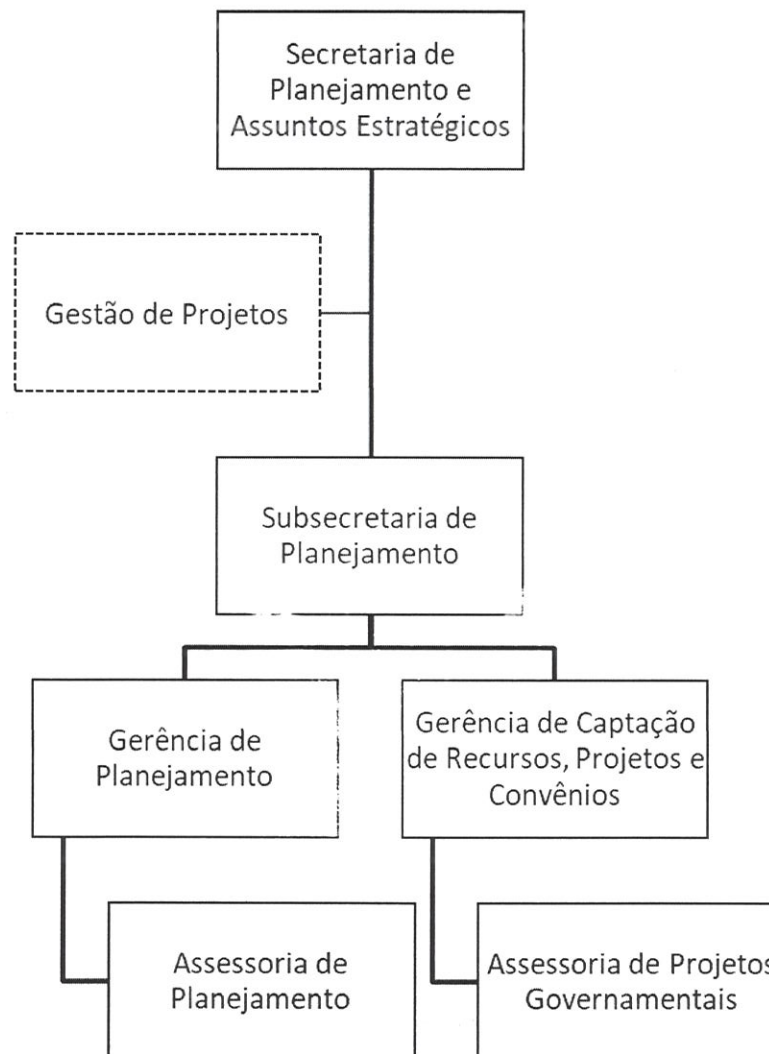 Secretaria de
Planejamento e
Assuntos Estratégicos
Gestão de Projetos
Subsecretaria de
Planejamento
Gerência de
Planejamento
Gerência de Captação
de Recursos, Projetos e
Convênios
Assessoria de
Planejamento
Assessoria de Projetos
Governamentais